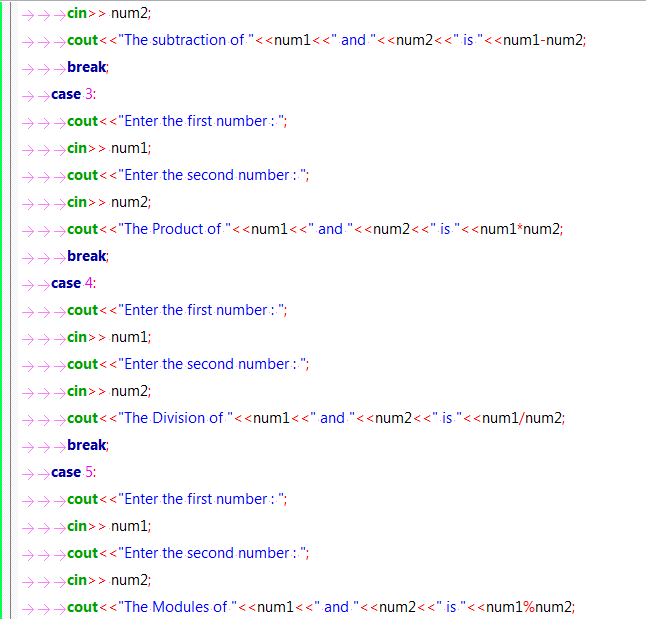 cin>> num2;
cout<<"The subtraction of "<<num1<<" and "<<num2<<" is "<<num1-num2;
break;
case 3:
cout<<"Enter the first number : ";
cin>> num1;
cout<<"Enter the second number : ";
cin>> num2;
cout<<"The Product of "<<num1<<" and "<<num2<<" is "<<num1*num2;
break;
case 4:
cout<<"Enter the first number : ";
cin>> num1;
cout<<"Enter the second number : ";
cin>> num2;
cout<<"The Division of "<<num1<<" and "<<num2<<" is "<<num1/num2;
break;
case 5:
cout<<"Enter the first number : ";
cin>> num1;
cout<<"Enter the second number : ";
cin>> num2;
cout<<"The Modules of "<<num1<<" and "<<num2<<" is "<<num1%num2;